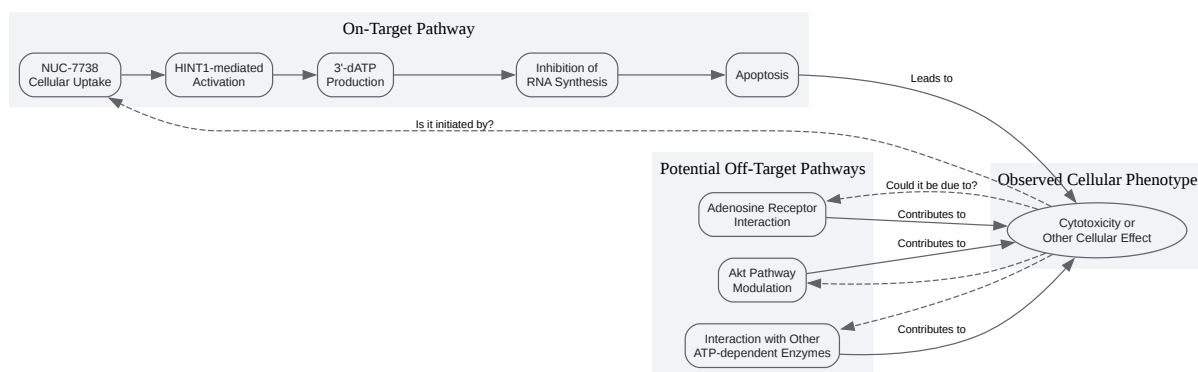 On-Target Pathway
NUC-7738
Cellular Uptake
HINT1-mediated
Activation
3'-dATP
Production
Inhibition of
RNA Synthesis
Apoptosis
Leads to
Is it initiated by?
Potential Off-Target Pathways
Observed Cellular Phenotype
Could it be due to?
Adenosine Receptor
Interaction
Contributes to
Cytotoxicity or
Other Cellular Effect
Contributes to
Akt Pathway
Modulation
Contributes to
Interaction with Other
ATP-dependent Enzymes